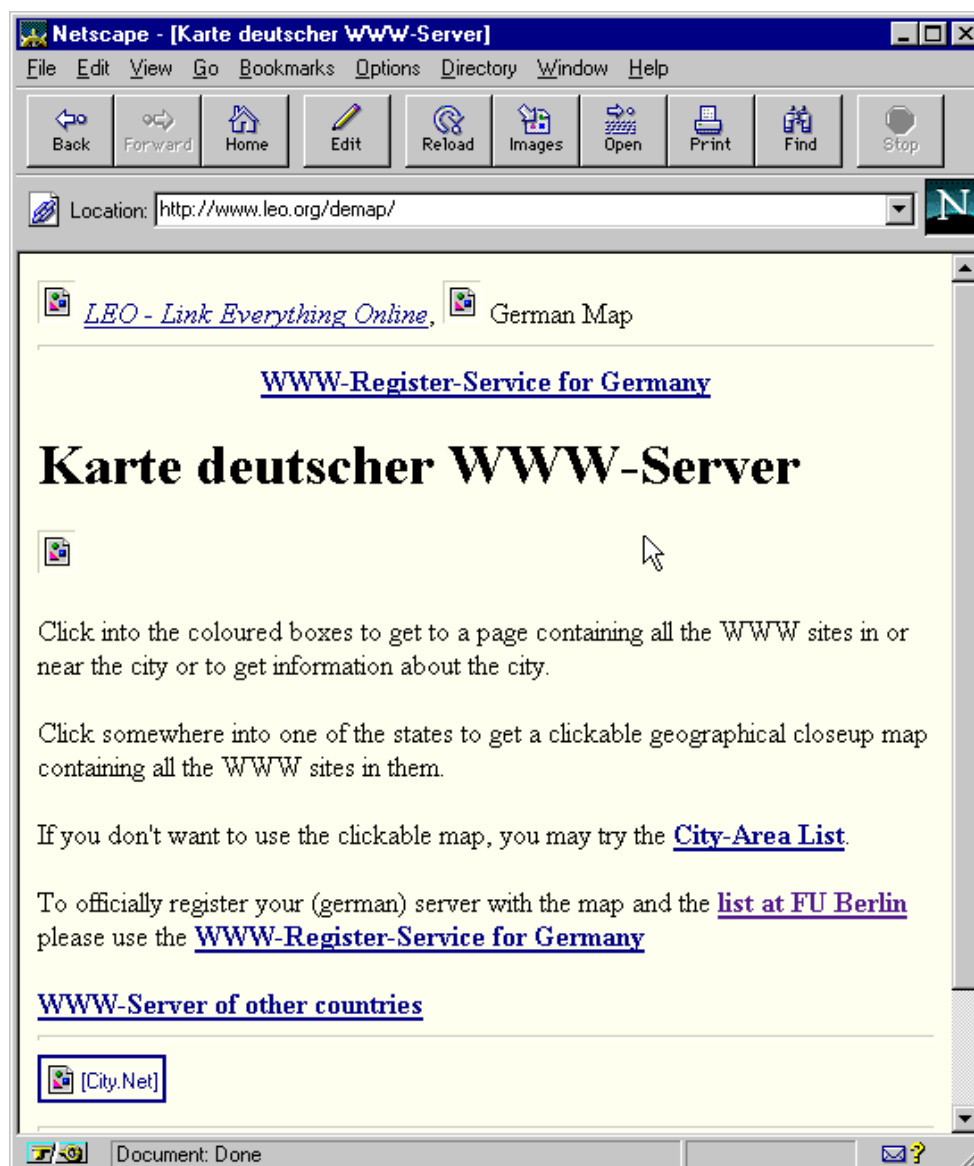 Netscape - [Karte deutscher WWW-Server]
File Edit View Go Bookmarks Options Directory Window Help
Back Forward Home Edit Reload Images Open Print Find Stop
Location: http://www.leo.org/demap/
N
LEO - Link Everything Online, German Map
WWW-Register-Service for Germany
Karte deutscher WWW-Server
Click into the coloured boxes to get to a page containing all the WWW sites in or
near the city or to get information about the city.
Click somewhere into one of the states to get a clickable geographical closeup map
containing all the WWW sites in them.
If you don't want to use the clickable map, you may try the City-Area List.
To officially register your (german) server with the map and the list at FU Berlin
please use the WWW-Register-Service for Germany
WWW-Server of other countries
[City.Net]
Document: Done
?